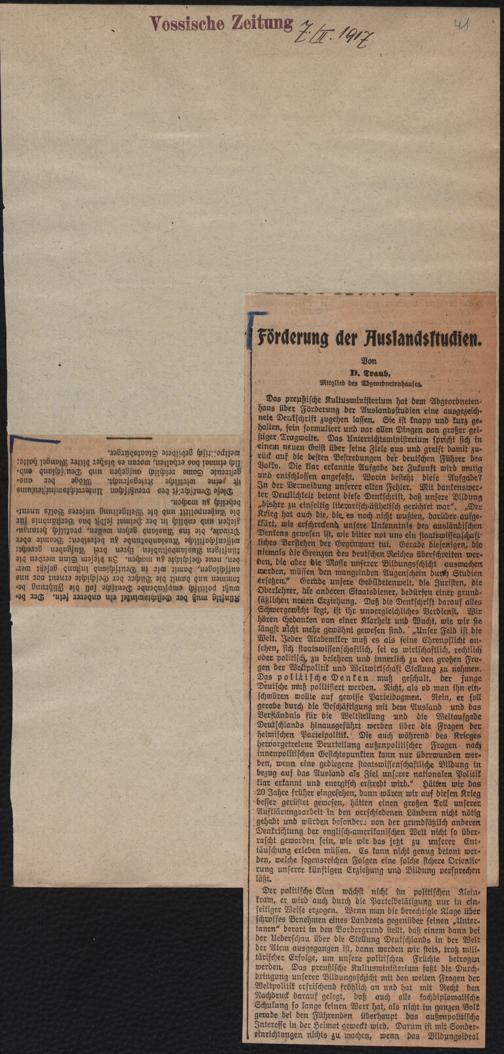 Vossische Zeitung 7./II. 1917
41
Förderung der Auslandsstudien.
Von
D. Traub,
Mitglied des Abgeordnetenhauses.
Das preußische Kultusministerium hat dem Abgeordneten-
haus über Förderung der Auslandsstudien eine ausgezeich-
nete Denkschrift zugehen lassen. Sie ist knapp und kurz ge-
halten, fein formuliert und vor allen Dingen von großer gei-
stiger Tragweite. Das Unterrichtsministerium spricht sich in
einem neuen Geist über seine Ziele aus und greift damit zu-
rück auf die besten Bestrebungen der deutschen Führer des
Volks. Die klar erkannte Aufgabe der Zukunft wird mutig
und entschlossen angefaßt. Worin besteht diese Aufgabe?
In der Vermeidung unserer alten Fehler. Mit dankenswer-
ter Deutlichkeit betont diese Denkschrift, daß unsere Bildung
„bisher zu einseitig literarisch-ästhetisch gerichtet war“. „Der
Krieg hat auch die, die es noch nicht wußten, darüber aufge-
klärt, wie erschreckend unsere Unkenntnis des ausländischen
Denkens gewesen ist, wie bitter not uns ein staatswissenschaft-
liches Verstehen der Gegenwart tut. Gerade diejenigen, die
niemals die Grenzen des deutschen Reiches überschreiten wer-
den, die aber die Masse unserer Bildungsschicht ausmachen
werden, müssen den mangelnden Augenschein durch Studien
ersetzen.“ Gerade unsere Gebildetenwelt, die Juristen, die
Oberlehrer, die anderen Staatsdiener, bedürfen einer grund-
sätzlichen neuen Erziehung. Daß die Denkschrift darauf alles
Schwergewicht legt, ist ihr unvergleichliches Verdienst. Wir
hören Gedanken von einer Klarheit und Wucht, wie wir sie
längst nicht mehr gewöhnt gewesen sind. „Unser Feld ist die
Welt. Jeder Akademiker muß es als seine Ehrenpflicht an-
sehen, sich staatswissenschaftlich, sei es wirtschaftlich, rechtlich
oder politisch, zu belehren und innerlich zu den großen Fra-
gen der Weltpolitik und Weltwirtschaft Stellung zu nehmen.
Das politische Denken muß geschult, der junge
Deutsche muß politisiert werden. Nicht, als ob man ihn ein-
schwören wollte auf gewisse Parteidogmen. Nein, er soll
gerade durch die Beschäftigung mit dem Ausland und das
Verständnis für die Weltstellung und die Weltaufgabe
Deutschlands hinausgeführt werden über die Fragen der
heimischen Parteipolitik. Die auch während des Krieges
hervorgetretene Beurteilung außenpolitischer Fragen nach
innenpolitischen Gesichtspunkten kann nur überwunden wer-
den, wenn eine gediegene staatswissenschaftliche Bildung in
bezug auf das Ausland als Ziel unserer nationalen Politik
klar erkannt und energisch erstrebt wird.“ Hätten wir das
20 Jahre früher eingesehen, dann wären wir auf diesen Krieg
besser gerüstet gewesen, hätten einen großen Teil unserer
Aufklärungsarbeit in den verschiedenen Ländern nicht nötig
gehabt und würden besonders von der grundsätzlich anderen
Denkrichtung der englisch-amerikanischen Welt nicht so über-
rascht worden sein, wie wir das jetzt zu unserer Ent-
täuschung erleben müssen. Es kann nicht genug betont wer-
den, welche segensreichen Folgen eine solche sichere Orientie-
rung unserer künftigen Erziehung und Bildung versprechen
läßt.
Der politische Sinn wächst nicht im politischen Klein-
kram, er wird auch durch die Parteibetätigung nur in ein-
seitiger Weise erzogen. Wenn man die berechtigte Klage über
schroffes Benehmen eines Landrats gegenüber seinen „Unter-
tanen“ derart in den Vordergrund stellt, daß einem dann bei
der Ueberschau über die Stellung Deutschlands in der Welt
der Atem ausgegangen ist, dann werden wir stets, trotz mili-
tärischer Erfolge, um unsere politischen Früchte betrogen
werden. Das preußische Kultusministerium faßt die Durch-
dringung unserer Bildungsschicht mit den weiten Fragen der
Weltpolitik erfrischend fröhlich an und hat mit Recht den
Nachdruck darauf gelegt, daß auch alle fachdiplomatische
Schulung so lange keinen Wert hat, als nicht im ganzen Volk
gerade bei den Führenden überhaupt das außenpolitische
Interesse in der Heimat geweckt wird. Darum ist mit Sonder-
einrichtungen nichts zu machen, wenn das Bildungsideal